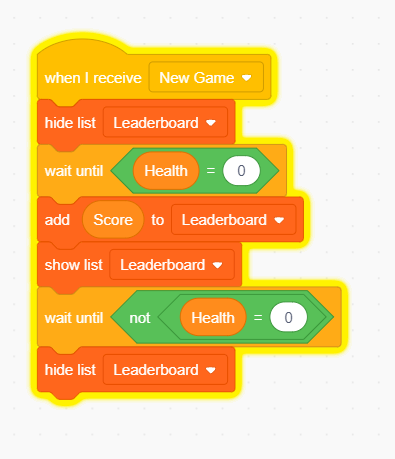 when I receive New Game
hide list Leaderboard
wait until Health = 0
add Score to Leaderboard
show list Leaderboard
wait until not Health = 0
hide list Leaderboard